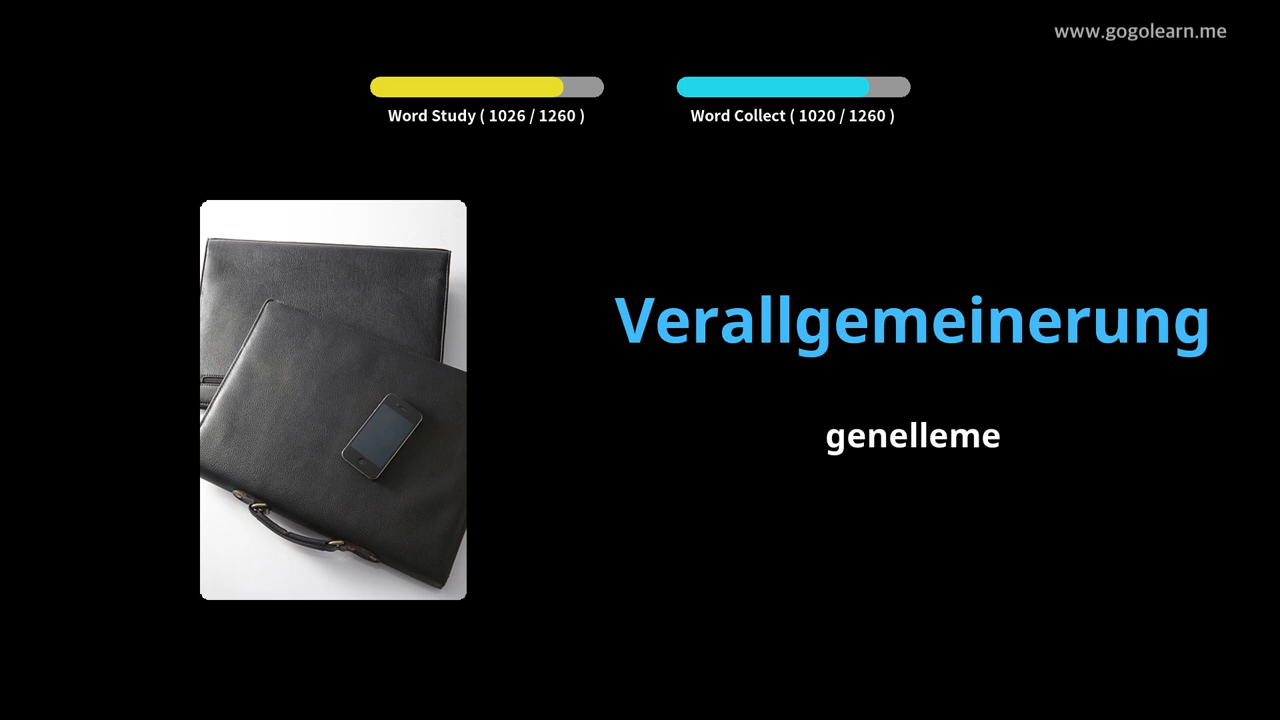 www.gogolearn.me
Word Study ( 1026 / 1260 )
Word Collect ( 1020 / 1260 )
Verallgemeinerung
genelleme